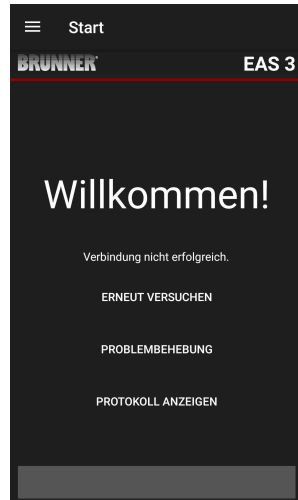 Start
BRUNNER
EAS 3
Willkommen!
Verbindung nicht erfolgreich.
ERNEUT VERSUCHEN
PROBLEMBEHEBUNG
PROTOKOLL ANZEIGEN